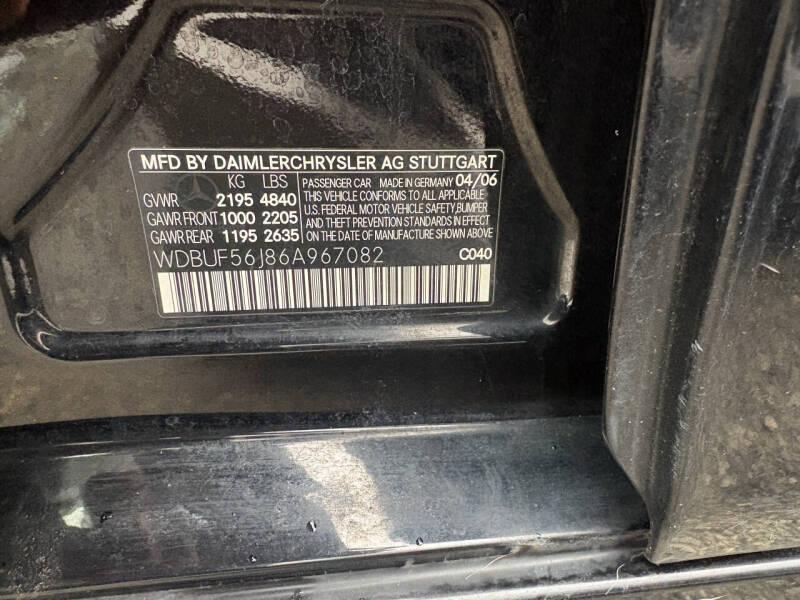 MFD BY DAIMLERCHRYSLER AG STUTTGART
KG LBS
GVWR 2195 4840
GAWR FRONT 1000 2205
GAWR REAR 1195 2635
PASSENGER CAR MADE IN GERMANY 04/06
THIS VEHICLE CONFORMS TO ALL APPLICABLE
U.S. FEDERAL MOTOR VEHICLE SAFETY,BUMPER
AND THEFT PREVENTION STANDARDS IN EFFECT
ON THE DATE OF MANUFACTURE
WDBUF56J86A967082 C040